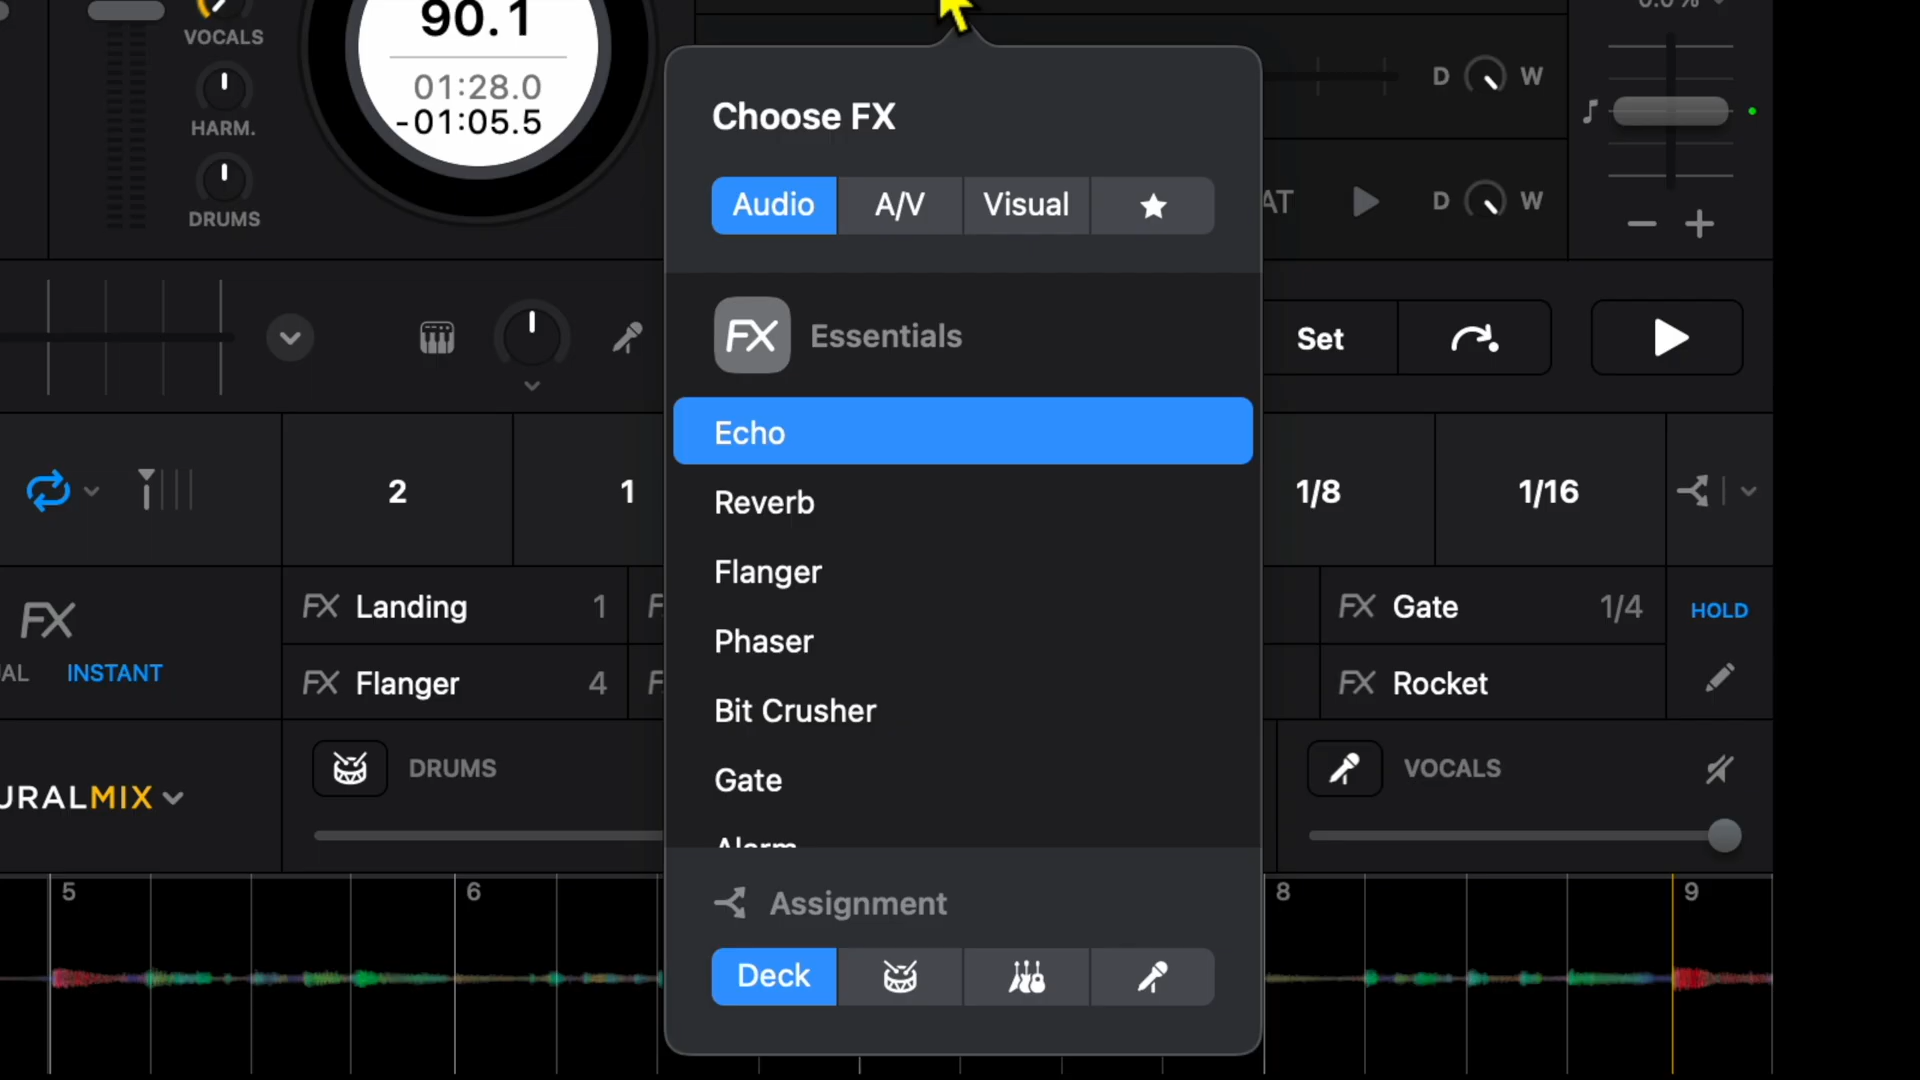 VOCALS
HARM.
DRUMS
90.1
01:28.0
-01:05.5
Choose FX
Audio
A/V
Visual
D W
D W
Set
FX Essentials
Echo
Reverb
Flanger
Phaser
Bit Crusher
Gate
Alarm
2
1
1/8
1/16
FX
INSTANT
FX Landing 1
FX Flanger 4
FX Gate 1/4
FX Rocket
HOLD
URALMIX
DRUMS
VOCALS
Assignment
Deck
5
6
8
9